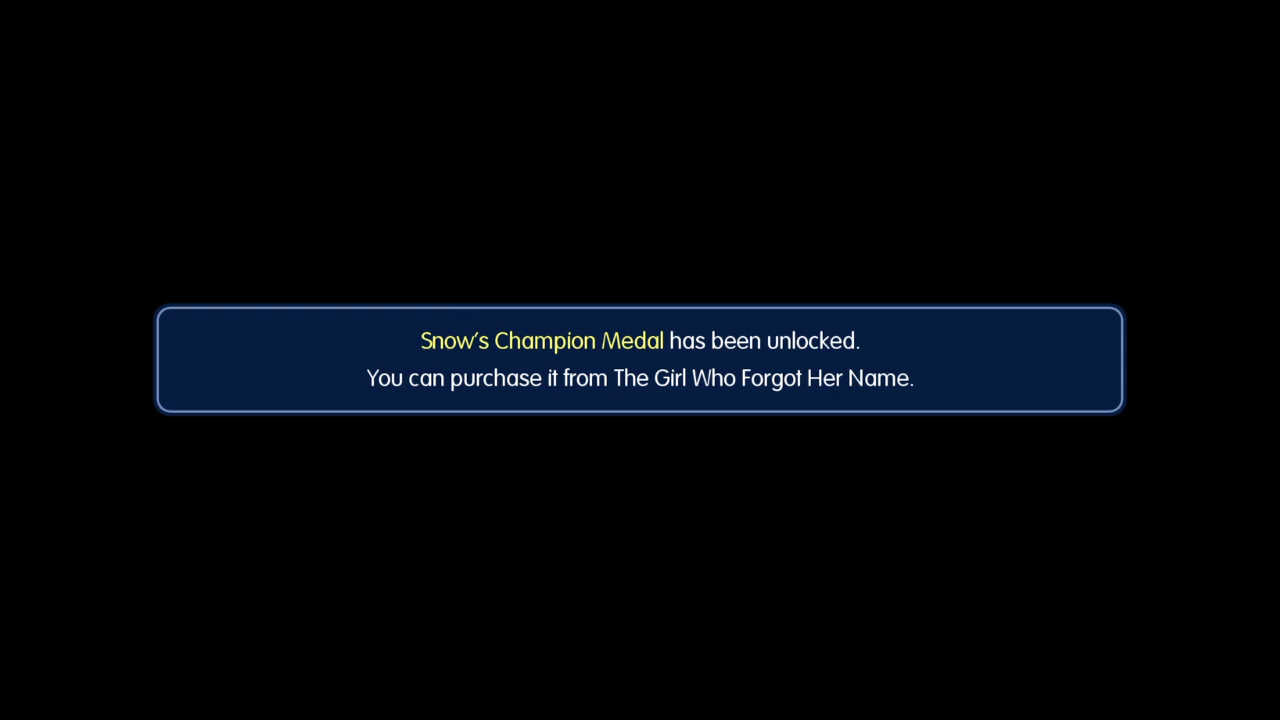 Snow's Champion Medal has been unlocked.
You can purchase it from The Girl Who Forgot Her Name.